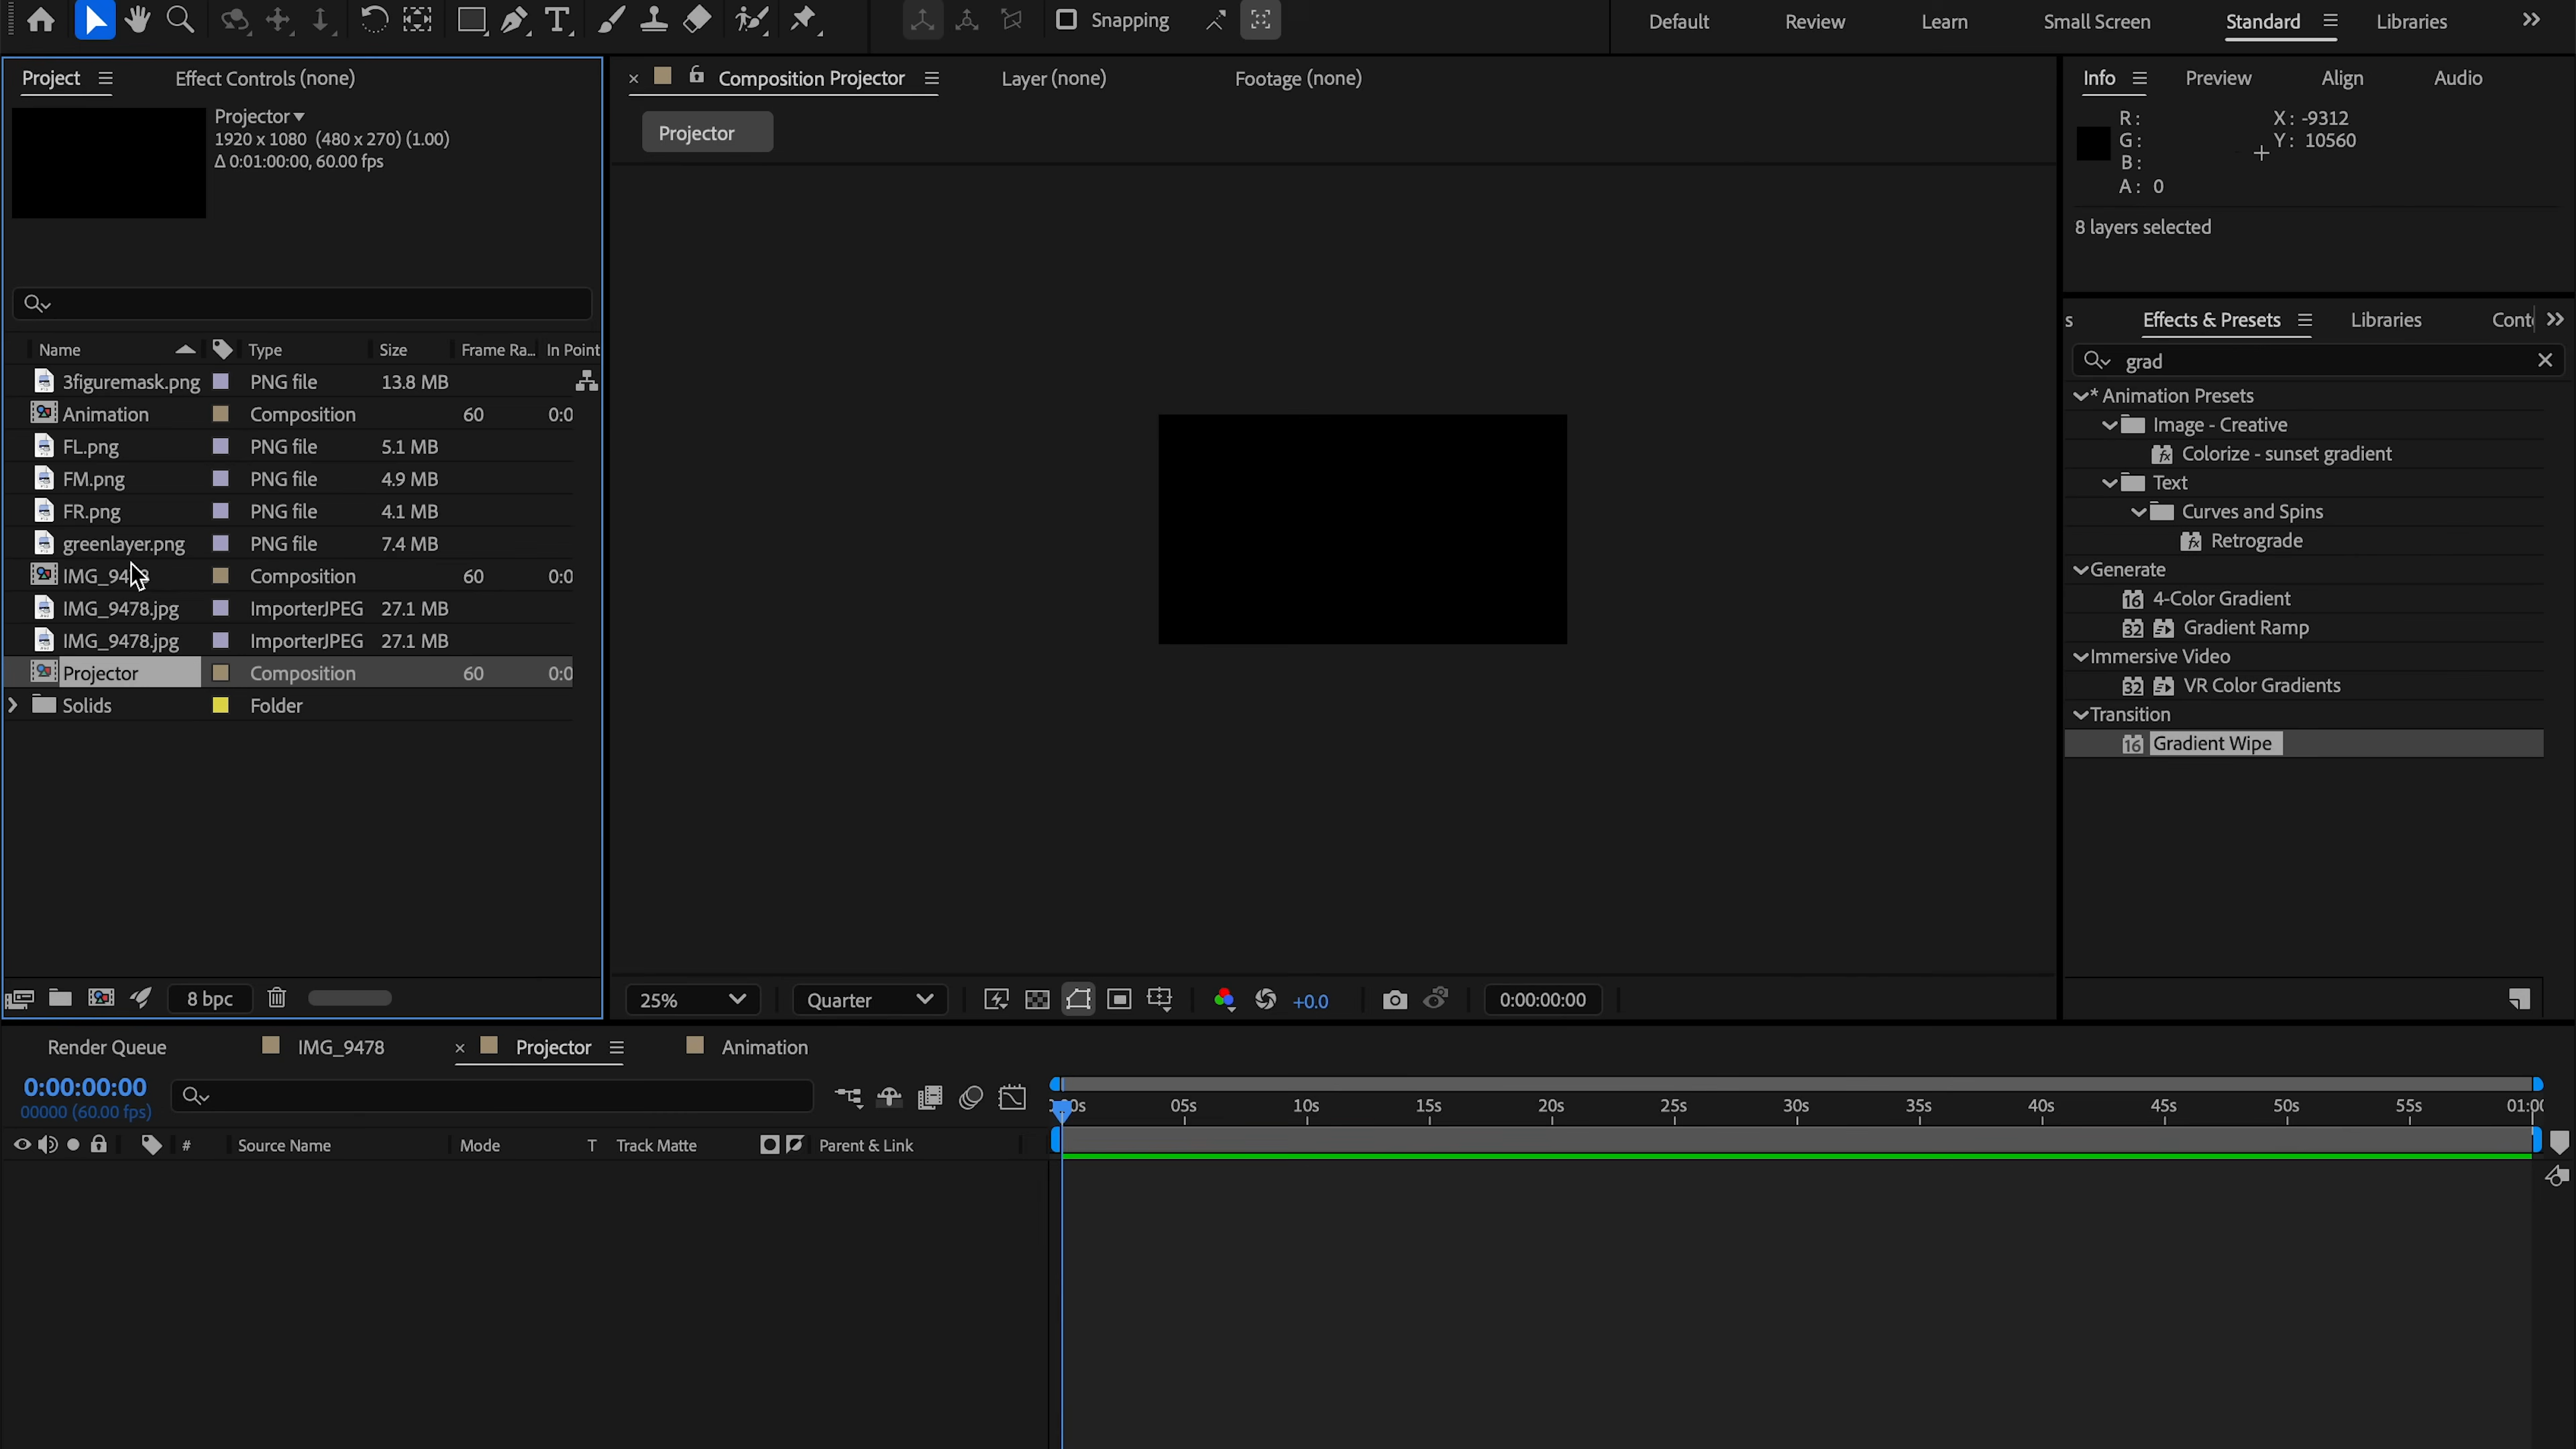 Snapping
Default Review Learn Small Screen Standard Libraries
Project Effect Controls (none)
Composition Projector Layer (none) Footage (none)
Info Preview Align Audio
Projector
1920 x 1080 (480 x 270) (1.00)
Δ 0:01:00:00, 60.00 fps
Projector
R:
G:
B:
A: 0
X: -9312
Y: 10560
8 layers selected
Name Type Size Frame Ra... In Point
3figuremask.png PNG file 13.8 MB
Animation Composition 60 0:0
FL.png PNG file 5.1 MB
FM.png PNG file 4.9 MB
FR.png PNG file 4.1 MB
greenlayer.png PNG file 7.4 MB
Composition 60 0:0
IMG_9478.jpg ImporterJPEG 27.1 MB
IMG_9478.jpg ImporterJPEG 27.1 MB
Projector Composition 60 0:0
Solids Folder
8 bpc
s Effects & Presets Libraries Cont
grad
* Animation Presets
Image - Creative
Colorize - sunset gradient
Text
Curves and Spins
Retrograde
Generate
16 4-Color Gradient
32 Gradient Ramp
Immersive Video
32 VR Color Gradients
Transition
16 Gradient Wipe
25% Quarter +0.0 0:00:00:00
Render Queue IMG_9478 Projector Animation
0:00:00:00
00000 (60.00 fps)
# Source Name Mode T Track Matte Parent & Link
05s 10s 15s 20s 25s 30s 35s 40s 45s 50s 55s 01:00